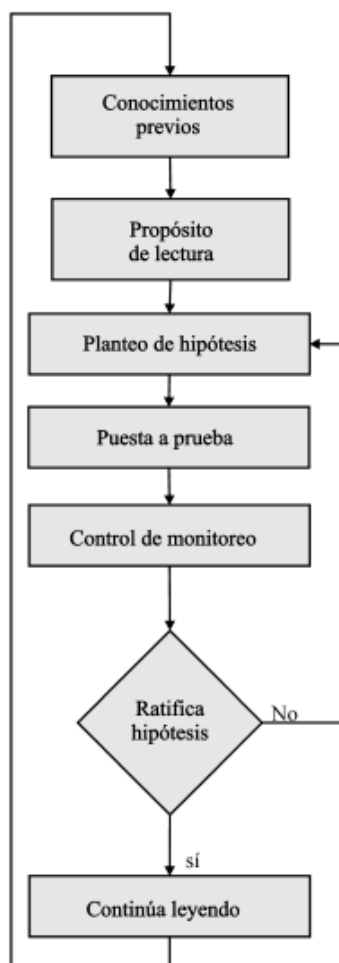 Conocimientos
previos
Propósito
de lectura
Planteo de hipótesis
Puesta a prueba
Control de monitoreo
Ratifica
hipótesis
No
sí
Continúa leyendo